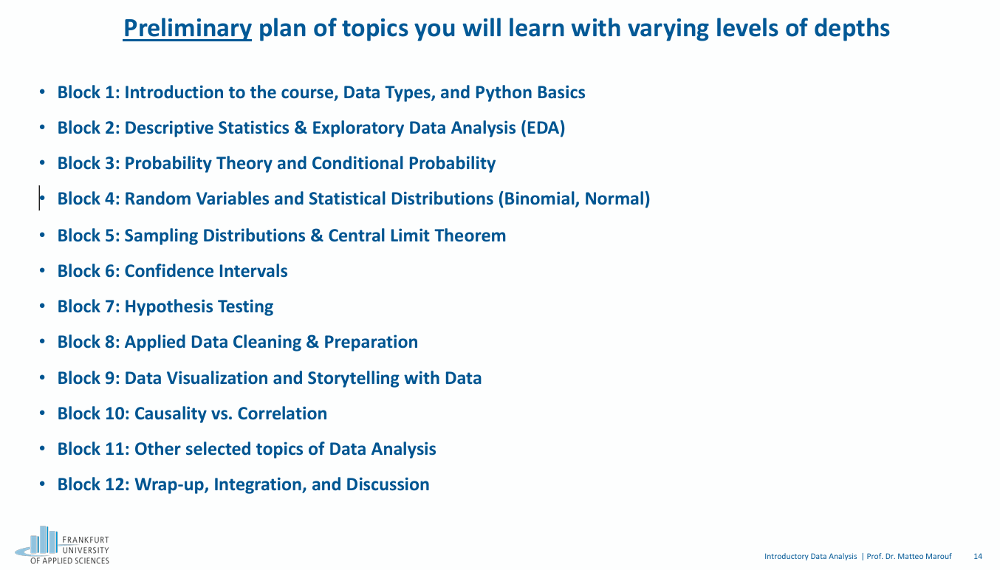 Preliminary plan of topics you will learn with varying levels of depths
• Block 1: Introduction to the course, Data Types, and Python Basics
• Block 2: Descriptive Statistics & Exploratory Data Analysis (EDA)
• Block 3: Probability Theory and Conditional Probability
• Block 4: Random Variables and Statistical Distributions (Binomial, Normal)
• Block 5: Sampling Distributions & Central Limit Theorem
• Block 6: Confidence Intervals
• Block 7: Hypothesis Testing
• Block 8: Applied Data Cleaning & Preparation
• Block 9: Data Visualization and Storytelling with Data
• Block 10: Causality vs. Correlation
• Block 11: Other selected topics of Data Analysis
• Block 12: Wrap-up, Integration, and Discussion
FRANKFURT
UNIVERSITY
OF APPLIED SCIENCES
Introductory Data Analysis | Prof. Dr. Matteo Marouf 14